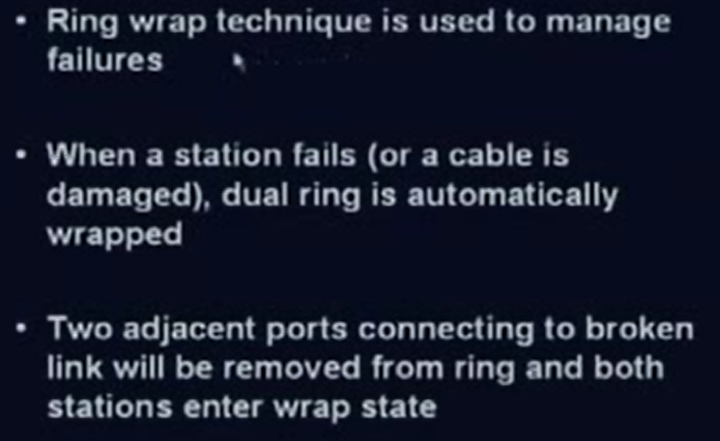 • Ring wrap technique is used to manage
failures
• When a station fails (or a cable is
damaged), dual ring is automatically
wrapped
• Two adjacent ports connecting to broken
link will be removed from ring and both
stations enter wrap state